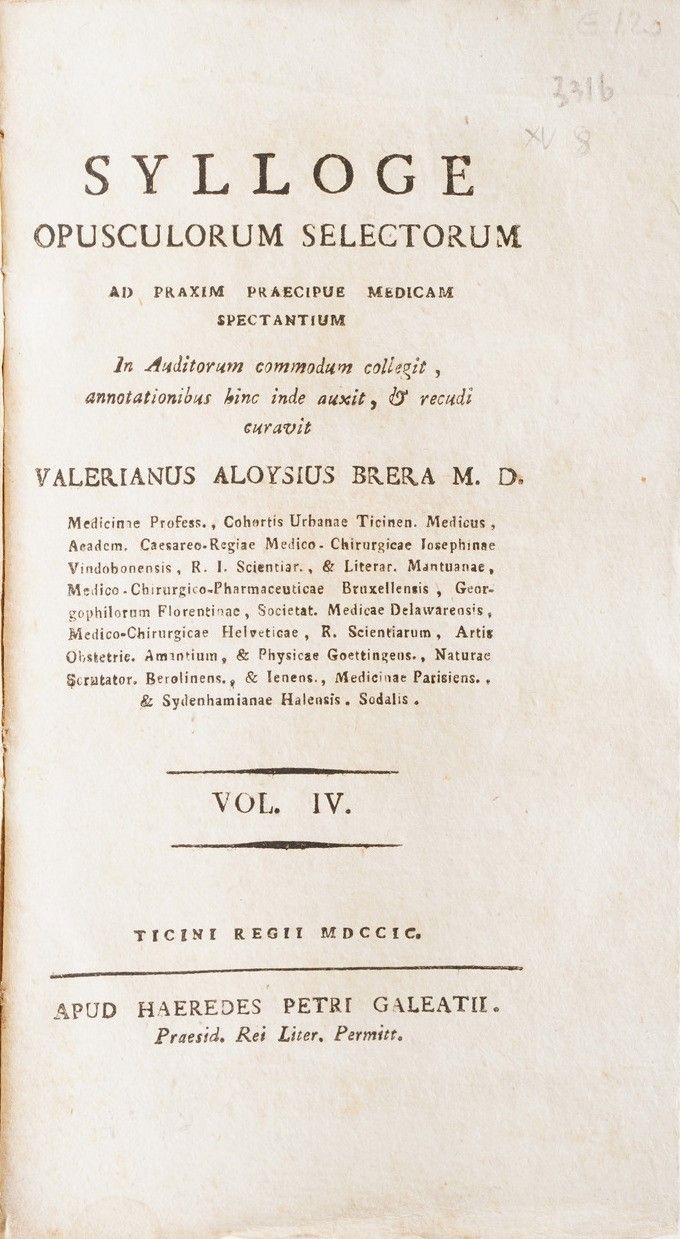 E 120
3316
XV 8
SYLLOGE
OPUSCULORUM SELECTORUM
AD PRAXIM PRAECIPUE MEDICAM
SPECTANTIUM
In Auditorum commodum collegit ,
annotationibus hinc inde auxit, & recudi
curavit
VALERIANUS ALOYSIUS BRERA M. D.
Medicinae Profess. , Cohortis Urbanae Ticinen. Medicus ,
Academ. Caesareo-Regiae Medico - Chirurgicae Iosephinae
Vindobonensis , R. I. Scientiar. , & Literar. Mantuanae,
Medico-Chirurgico-Pharmaceuticae Bruxellensis , Geor-
gophilorum Florentinae , Societat. Medicae Delawarensis,
Medico-Chirurgicae Helveticae , R. Scientiarum , Artis
Obstetric. Amantium , & Physicae Goettingens. , Naturae
Scrutator. Berolinens. , & Ienens. , Medicinae Parisiens. ,
& Sydenhamianae Halensis . Sodalis .
VOL. IV.
TICINI REGII MDCCIC.
APUD HAEREDES PETRI GALEATII.
Praesid. Rei Liter. Permitt.